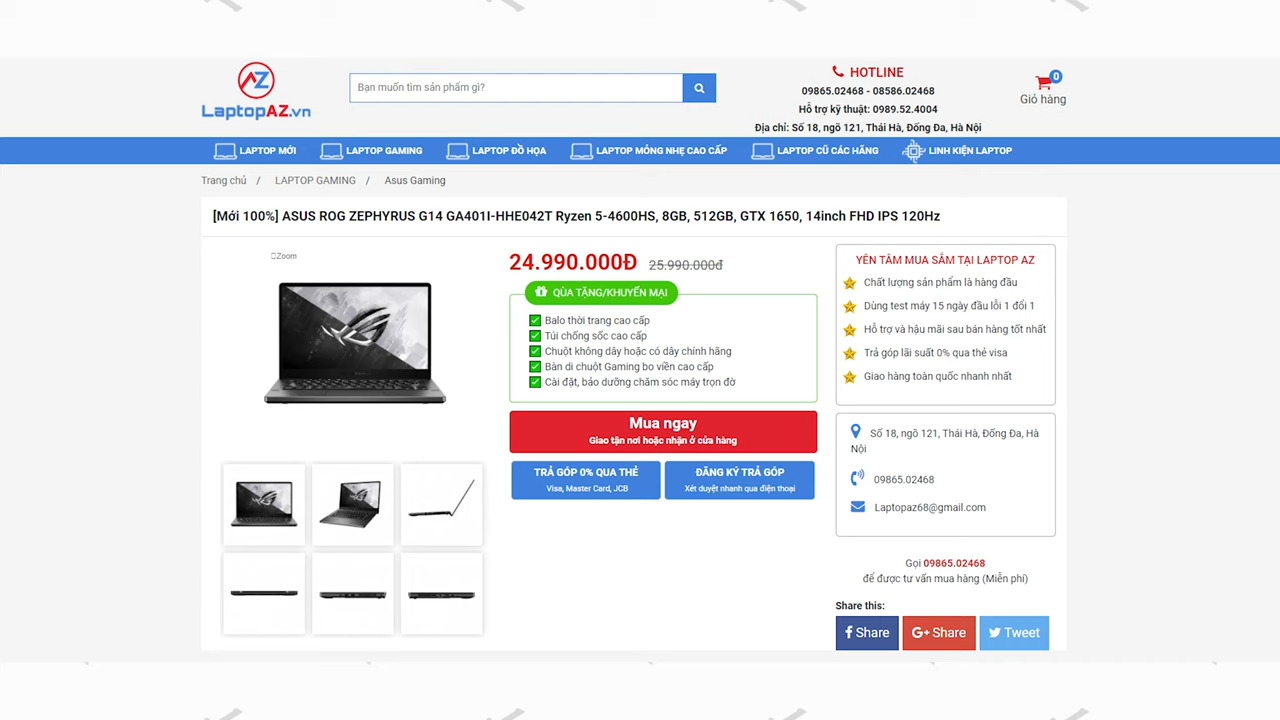 AZ
LaptopAZ.vn
Bạn muốn tìm sản phẩm gì?
HOTLINE
09865.02468 - 08586.02468
Hỗ trợ kỹ thuật: 0989.52.4004
Địa chỉ: Số 18, ngõ 121, Thái Hà, Đống Đa, Hà Nội
0
Giỏ hàng
LAPTOP MỚI
LAPTOP GAMING
LAPTOP ĐỒ HỌA
LAPTOP MỎNG NHẸ CAO CẤP
LAPTOP CŨ CÁC HÃNG
LINH KIỆN LAPTOP
Trang chủ / LAPTOP GAMING / Asus Gaming
[Mới 100%] ASUS ROG ZEPHYRUS G14 GA401I-HHE042T Ryzen 5-4600HS, 8GB, 512GB, GTX 1650, 14inch FHD IPS 120Hz
Zoom
24.990.000Đ 25.990.000đ
QÙA TẶNG/KHUYẾN MẠI
Balo thời trang cao cấp
Túi chống sốc cao cấp
Chuột không dây hoặc có dây chính hãng
Bàn di chuột Gaming bo viền cao cấp
Cài đặt, bảo dưỡng chăm sóc máy trọn đờ
Mua ngay
Giao tận nơi hoặc nhận ở cửa hàng
TRẢ GÓP 0% QUA THẺ
Visa, Master Card, JCB
ĐĂNG KÝ TRẢ GÓP
Xét duyệt nhanh qua điện thoại
YÊN TÂM MUA SẮM TẠI LAPTOP AZ
Chất lượng sản phẩm là hàng đầu
Dùng test máy 15 ngày đầu lỗi 1 đổi 1
Hỗ trợ và hậu mãi sau bán hàng tốt nhất
Trả góp lãi suất 0% qua thẻ visa
Giao hàng toàn quốc nhanh nhất
Số 18, ngõ 121, Thái Hà, Đống Đa, Hà
Nội
09865.02468
Laptopaz68@gmail.com
Gọi 09865.02468
để được tư vấn mua hàng (Miễn phí)
Share this:
Share
G+ Share
Tweet